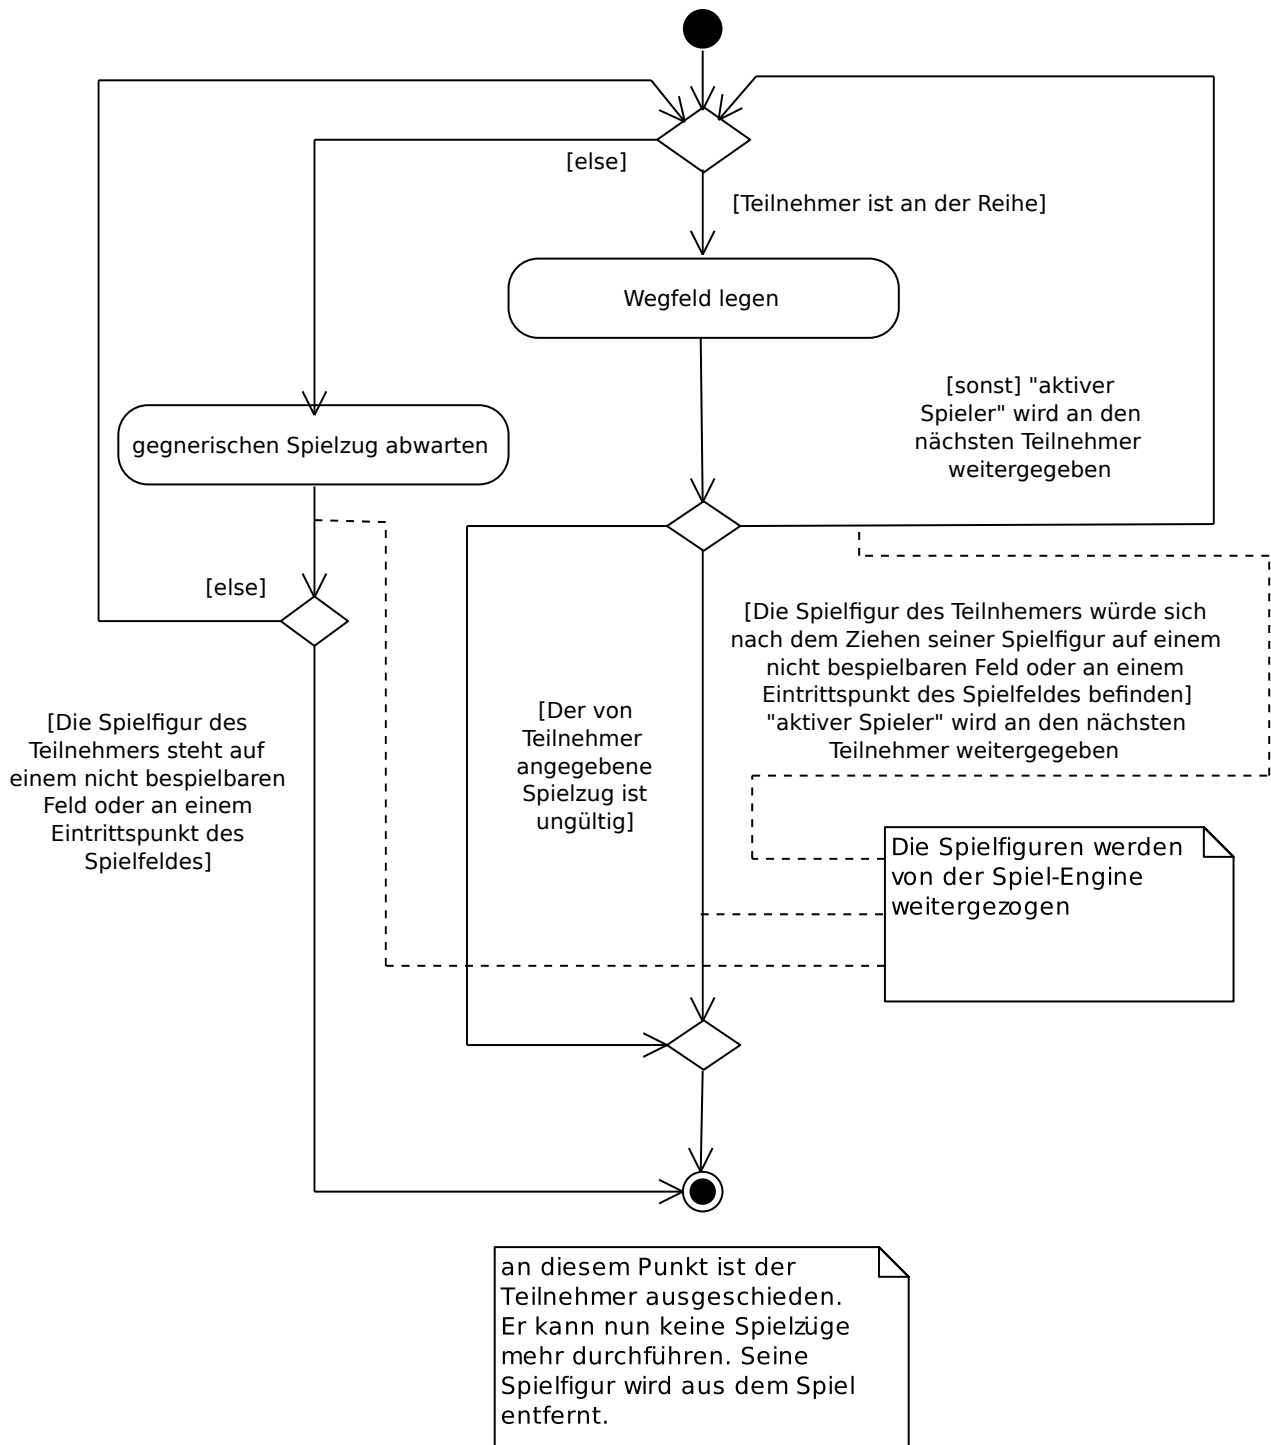 [else]
[Teilnehmer ist an der Reihe]
Wegfeld legen
[sonst] "aktiver
Spieler" wird an den
nächsten Teilnehmer
weitergegeben
gegnerischen Spielzug abwarten
[else]
[Die Spielfigur des Teilnhemers würde sich
nach dem Ziehen seiner Spielfigur auf einem
nicht bespielbaren Feld oder an einem
Eintrittspunkt des Spielfeldes befinden]
"aktiver Spieler" wird an den nächsten
Teilnehmer weitergegeben
[Der von
Teilnehmer
angegebene
Spielzug ist
ungültig]
[Die Spielfigur des
Teilnehmers steht auf
einem nicht bespielbaren
Feld oder an einem
Eintrittspunkt des
Spielfeldes]
Die Spielfiguren werden
von der Spiel-Engine
weitergezogen
an diesem Punkt ist der
Teilnehmer ausgeschieden.
Er kann nun keine Spielzüge
mehr durchführen. Seine
Spielfigur wird aus dem Spiel
entfernt.